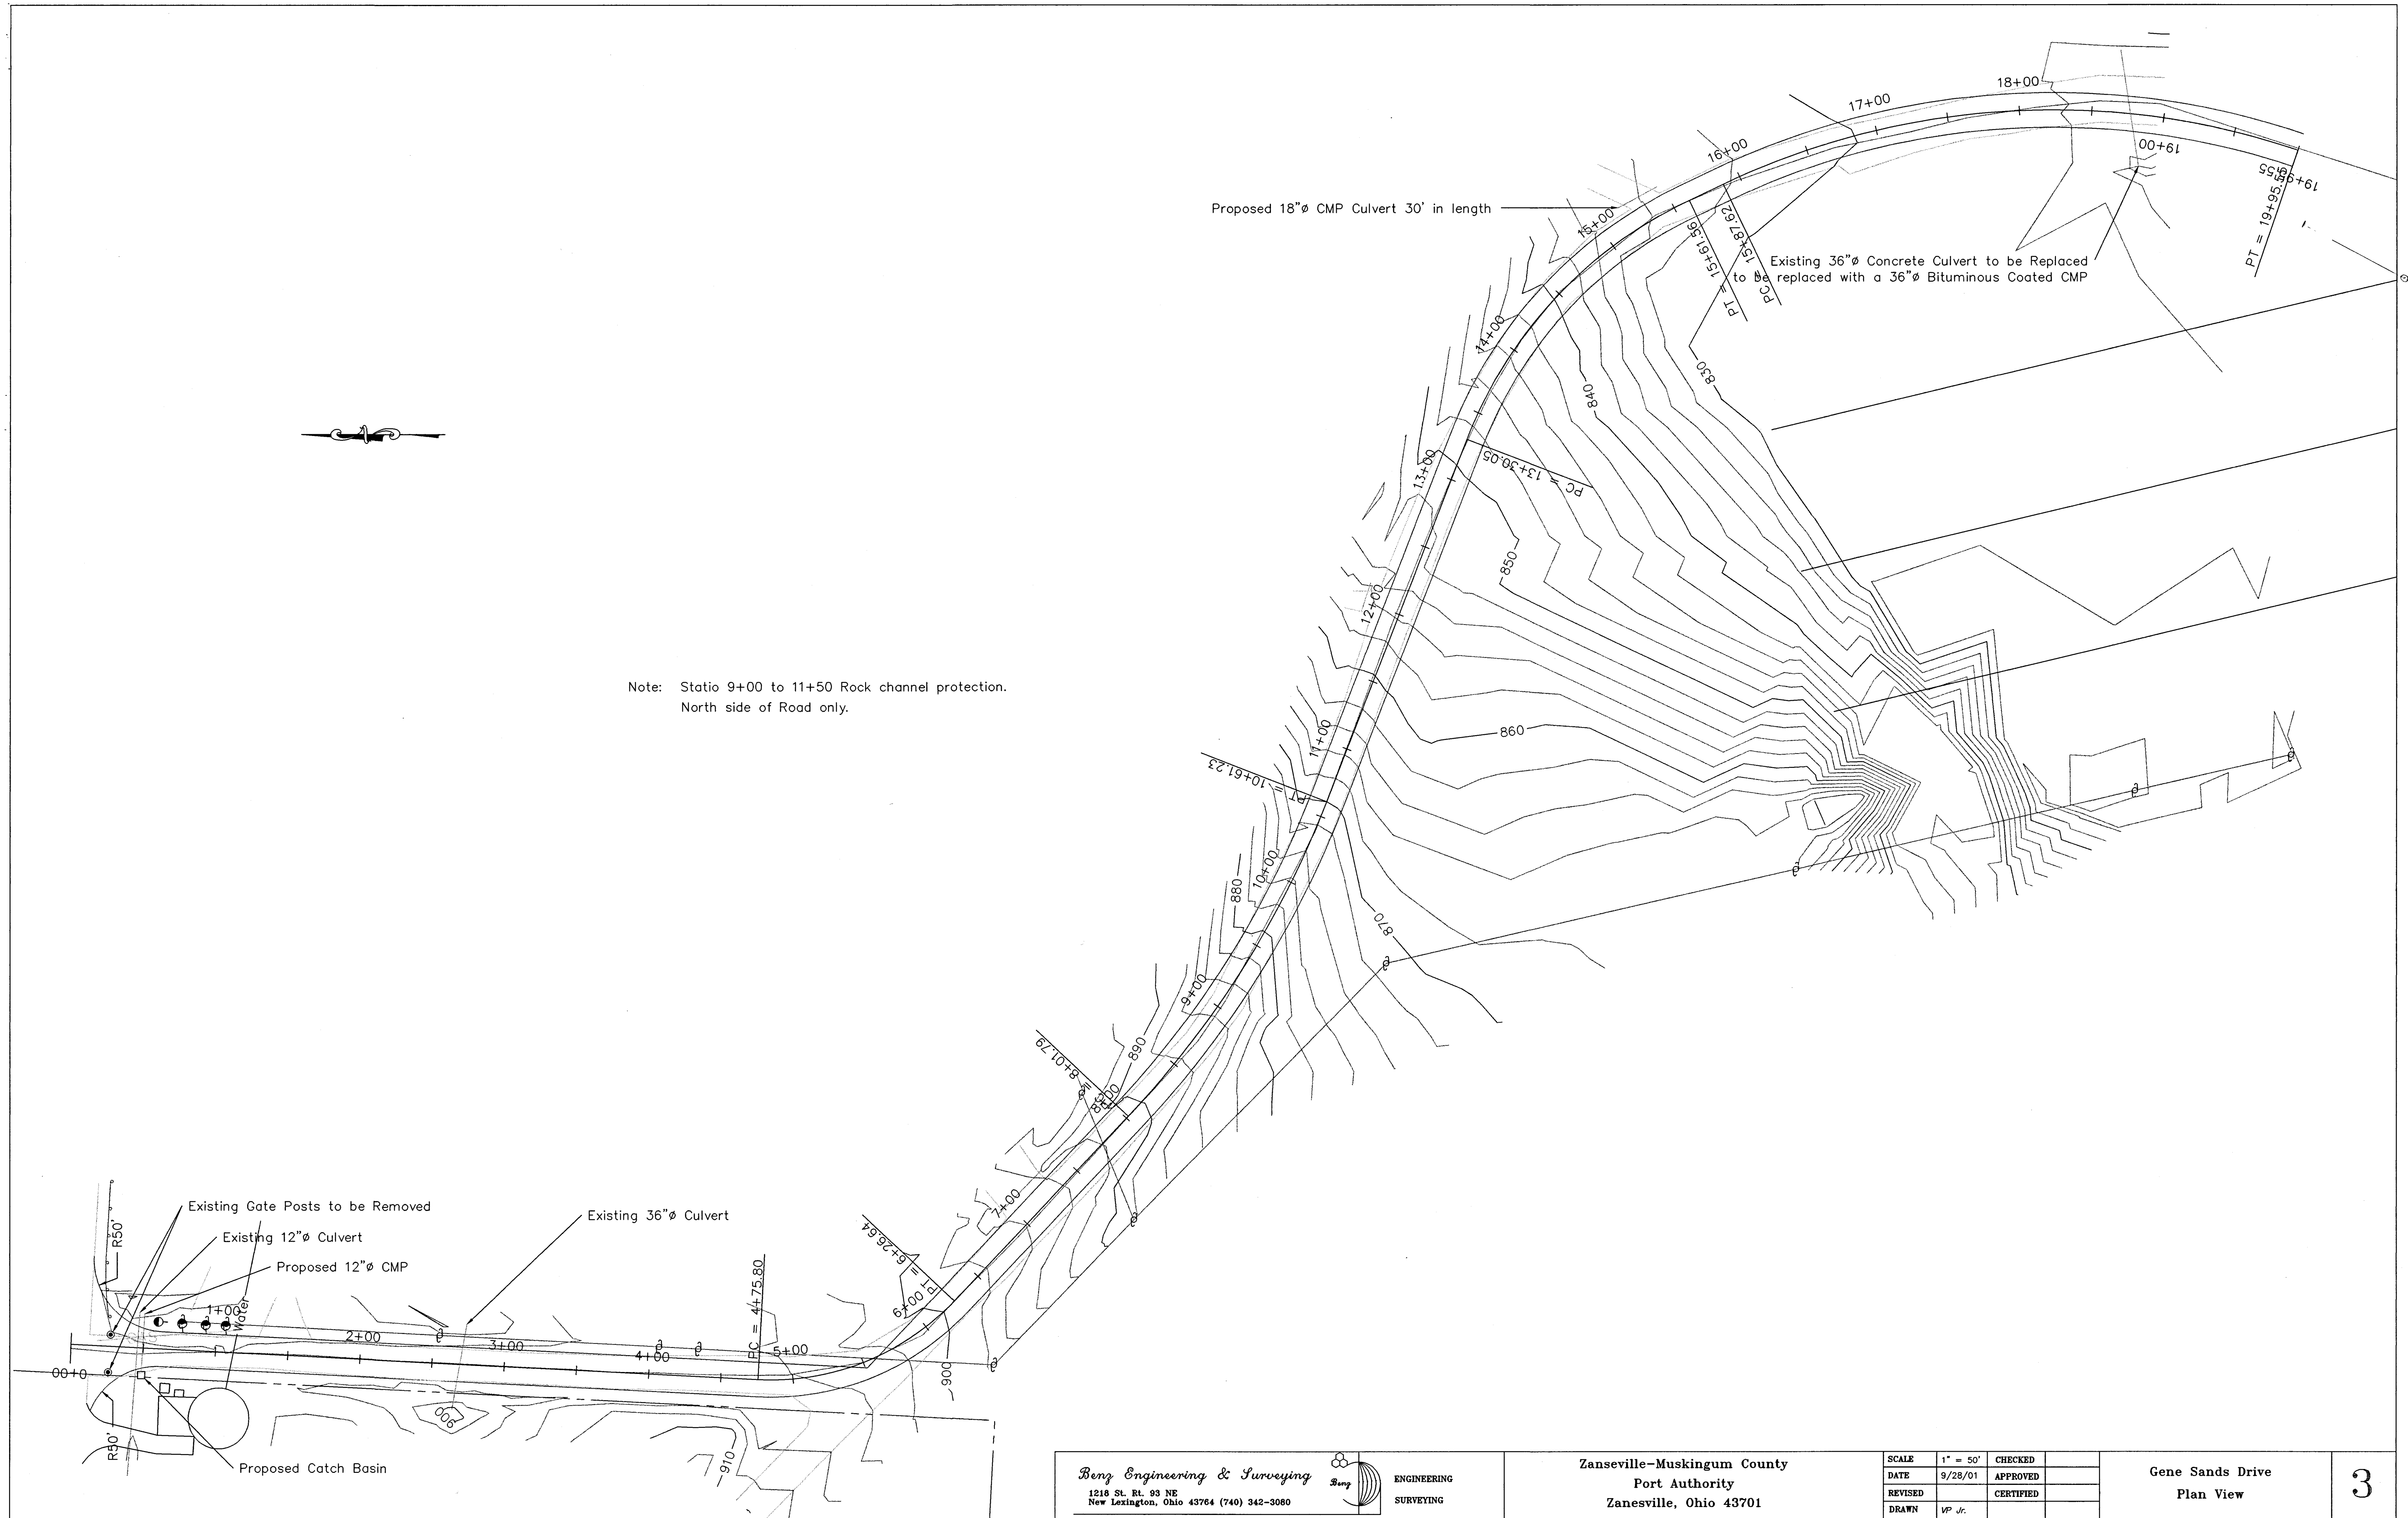 18+00
17+00
16+00
19+00
19+95.55
PT = 19+95.55
Proposed 18"ø CMP Culvert 30' in length
15+00
PT = 15+61.56
PC = 15+87.62
Existing 36"ø Concrete Culvert to be Replaced
to be replaced with a 36"ø Bituminous Coated CMP
14+00
830
840
13+00
PC = 13+30.05
850
12+00
Note: Statio 9+00 to 11+50 Rock channel protection.
North side of Road only.
11+00
860
PT = 10+61.23
10+00
880
870
9+00
890
PC = 8+01.79
8+00
7+00
PT = 6+26.64
6+00
Existing Gate Posts to be Removed
Existing 36"ø Culvert
R50'
Existing 12"ø Culvert
Proposed 12"ø CMP
PC = 4+75.80
1+00
Water
2+00
3+00
4+00
5+00
0+00
900
900
R50'
910
Proposed Catch Basin
Benz Engineering & Surveying
1218 St. Rt. 93 NE
New Lexington, Ohio 43764 (740) 342-3080
Benz
ENGINEERING
SURVEYING
Zanseville-Muskingum County
Port Authority
Zanesville, Ohio 43701
SCALE 1" = 50' CHECKED
DATE 9/28/01 APPROVED
REVISED CERTIFIED
DRAWN VP Jr.
Gene Sands Drive
Plan View
3